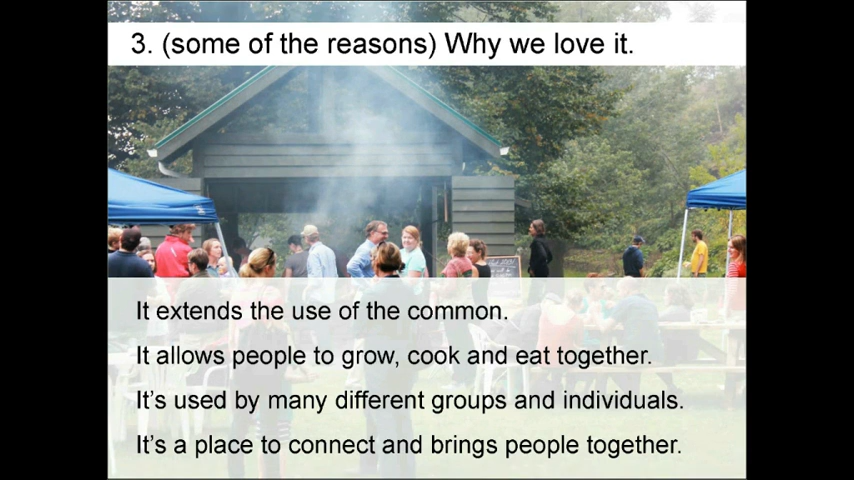 3. (some of the reasons) Why we love it.
It extends the use of the common.
It allows people to grow, cook and eat together.
It’s used by many different groups and individuals.
It’s a place to connect and brings people together.